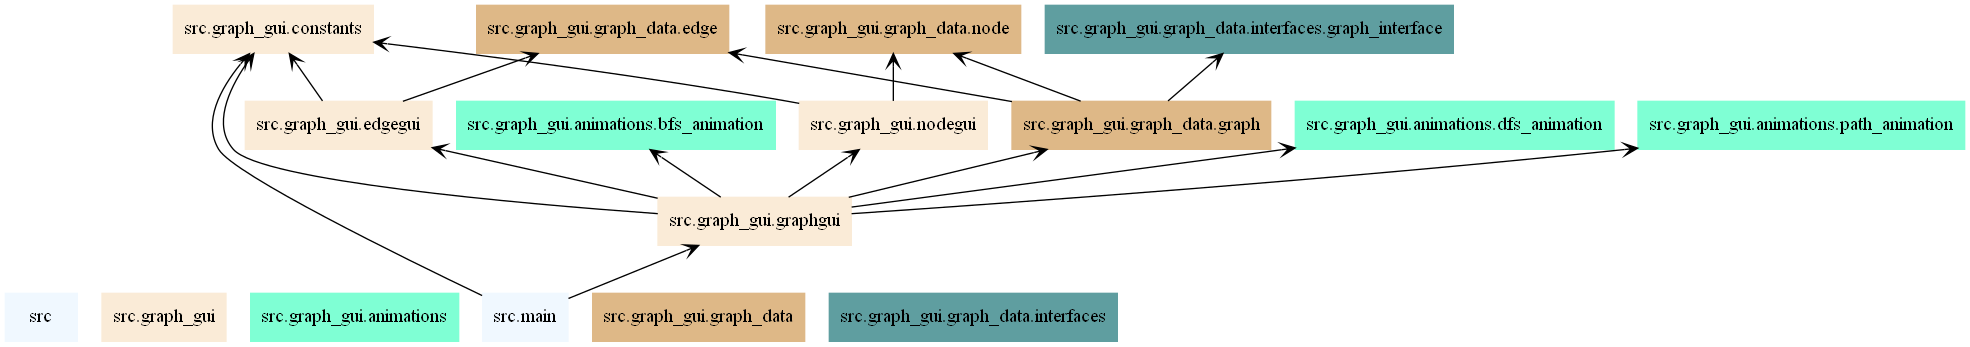 src.graph_gui.constants
src.graph_gui.graph_data.edge
src.graph_gui.graph_data.node
src.graph_gui.graph_data.interfaces.graph_interface
src.graph_gui.edgegui
src.graph_gui.animations.bfs_animation
src.graph_gui.nodegui
src.graph_gui.graph_data.graph
src.graph_gui.animations.dfs_animation
src.graph_gui.animations.path_animation
src.graph_gui.graphgui
src
src.graph_gui
src.graph_gui.animations
src.main
src.graph_gui.graph_data
src.graph_gui.graph_data.interfaces